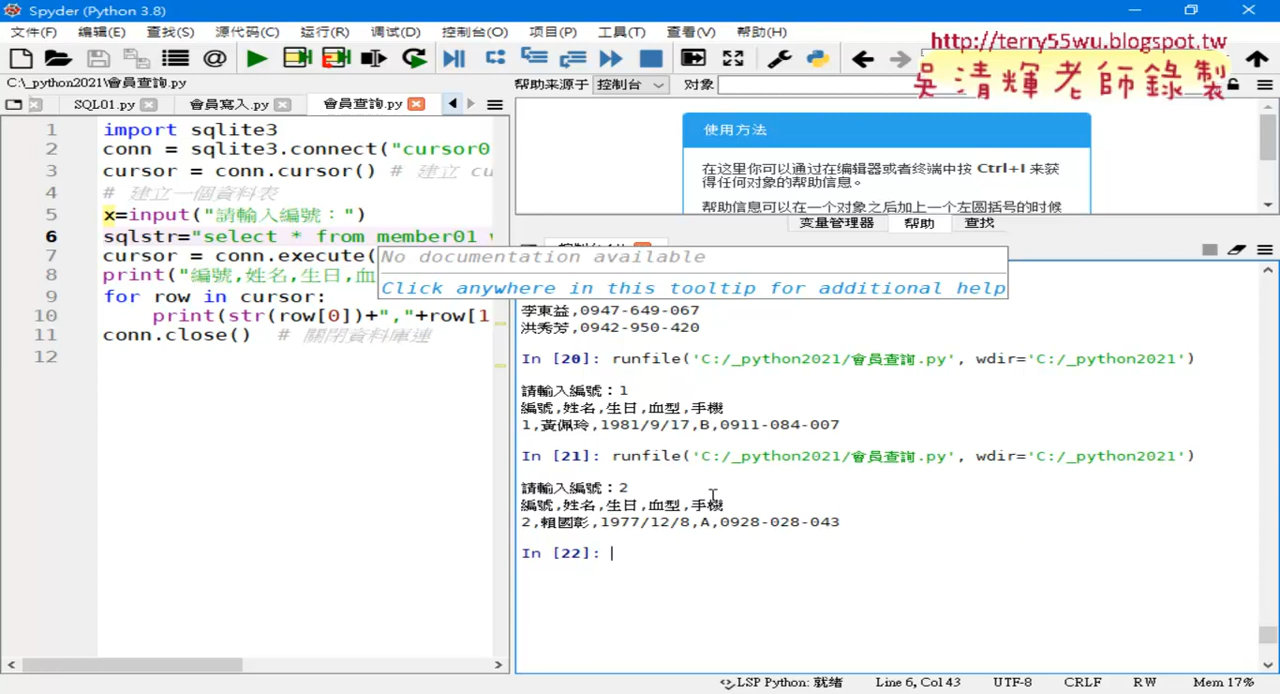 Spyder (Python 3.8)
文件(F) 编辑(E) 查找(S) 源代码(C) 运行(R) 调试(D) 控制台(O) 项目(P) 工具(T) 查看(V) 帮助(H)
http://terry55wu.blogspot.tw
吳清輝老師錄製
C:\_python2021\會員查詢.py
帮助来源于 控制台 对象
SQL01.py 會員寫入.py 會員查詢.py
1 import sqlite3
2 conn = sqlite3.connect("cursor0
3 cursor = conn.cursor() # 建立 cu
4 # 建立一個資料表
5 x=input("請輸入編號：")
6 sqlstr="select * from member01 w
7 cursor = conn.execute(
8 print("編號,姓名,生日,血
9 for row in cursor:
10 print(str(row[0])+","+row[1
11 conn.close() # 關閉資料庫連
12
使用方法
在这里你可以通过在编辑器或者终端中按 Ctrl+I 来获
得任何对象的帮助信息。
帮助信息可以在一个对象之后加上一个左圆括号的时候
变量管理器 帮助 查找
No documentation available
Click anywhere in this tooltip for additional help
李東益,0947-649-067
洪秀芳,0942-950-420
In [20]: runfile('C:/_python2021/會員查詢.py', wdir='C:/_python2021')
請輸入編號：1
編號,姓名,生日,血型,手機
1,黃佩玲,1981/9/17,B,0911-084-007
In [21]: runfile('C:/_python2021/會員查詢.py', wdir='C:/_python2021')
請輸入編號：2
編號,姓名,生日,血型,手機
2,賴國彰,1977/12/8,A,0928-028-043
In [22]:
LSP Python: 就绪 Line 6, Col 43 UTF-8 CRLF RW Mem 17%